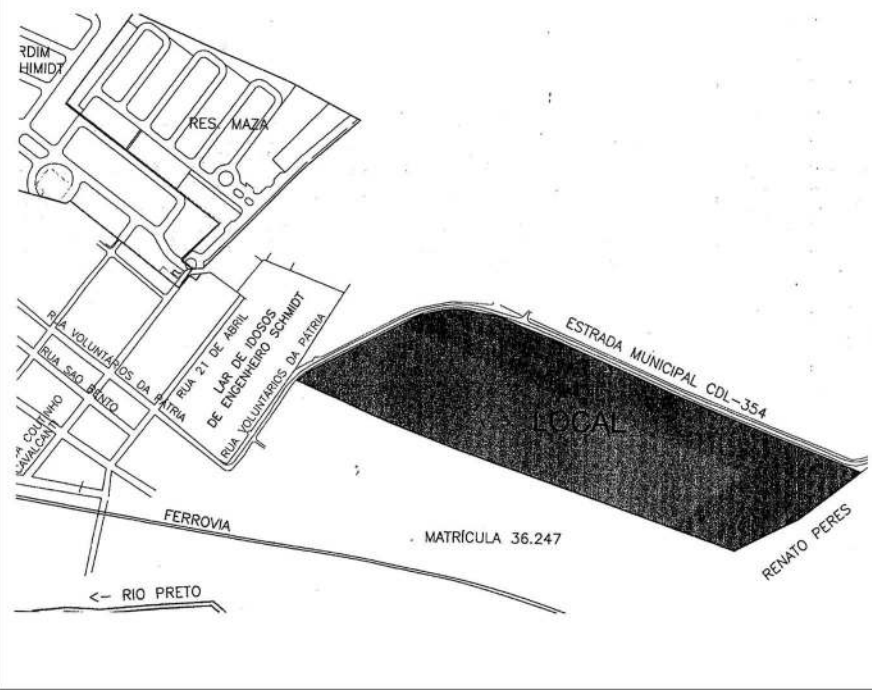 RDIM
HIMIDT
RES. MAZA
RUA VOLUNTÁRIOS DA PÁTRIA
RUA SAO BENTO
RUA 21 DE ABRIL
LAR DE IDOSOS
LAR DE ENGENHEIRO SCHMIDT
RUA VOLUNTÁRIOS DA PÁTRIA
ESTRADA MUNICIPAL CDL-354
LOCAL
COUTINHO
CAVALCANTI
FERROVIA
MATRÍCULA 36.247
RENATO PERES
<- RIO PRETO